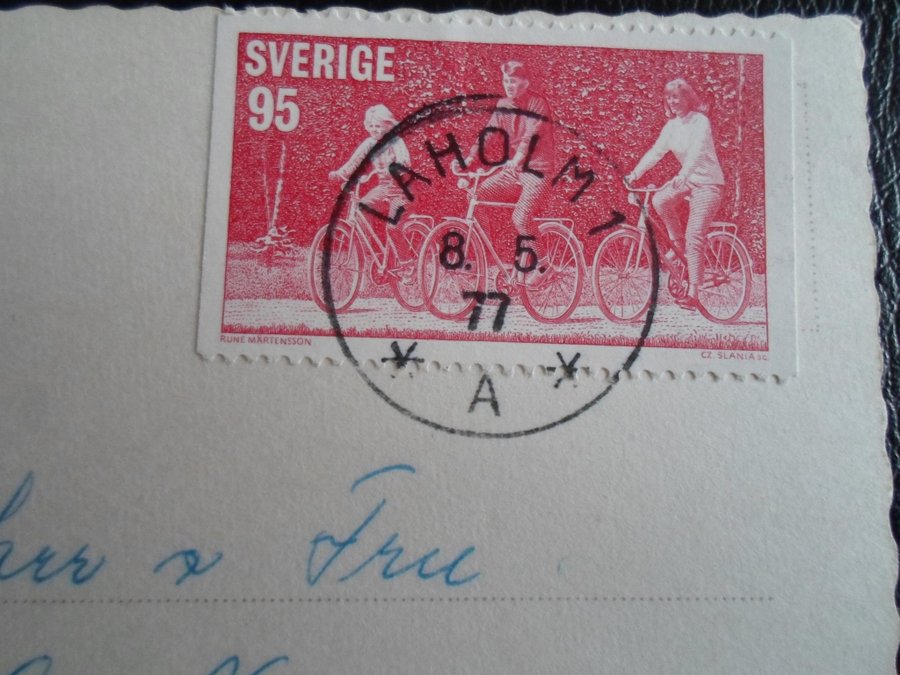 SVERIGE
95
LAHOLM 1
8. 5.
77
A
RUNE MÅRTENSSON
CZ. SLANIA SC.
herr & Fru